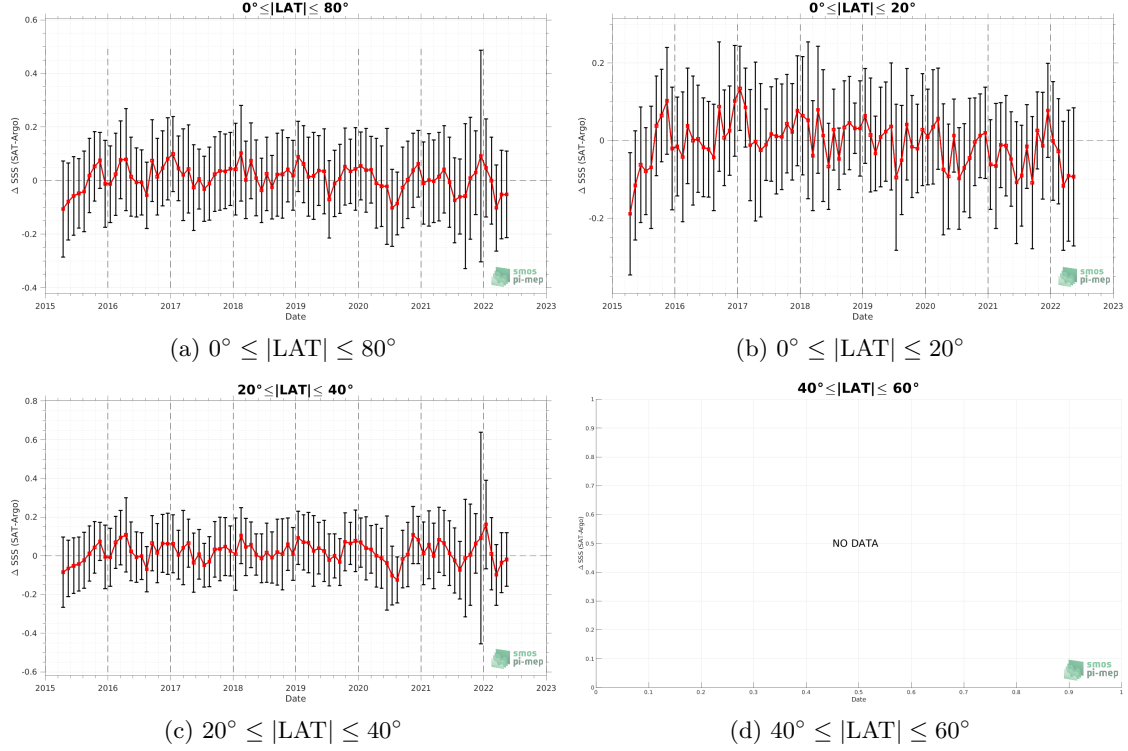 0°≤|LAT|≤ 80°
Δ SSS (SAT-Argo)
0.6
0.4
0.2
0
-0.2
-0.4
2015 2016 2017 2018 2019 2020 2021 2022 2023
Date
smos
pi-mep
(a) 0° ≤ |LAT| ≤ 80°
0°≤|LAT|≤ 20°
Δ SSS (SAT-Argo)
0.2
0
-0.2
2015 2016 2017 2018 2019 2020 2021 2022 2023
Date
smos
pi-mep
(b) 0° ≤ |LAT| ≤ 20°
20°≤|LAT|≤ 40°
Δ SSS (SAT-Argo)
0.8
0.6
0.4
0.2
0
-0.2
-0.4
-0.6
2015 2016 2017 2018 2019 2020 2021 2022 2023
Date
smos
pi-mep
(c) 20° ≤ |LAT| ≤ 40°
40°≤|LAT|≤ 60°
Δ SSS (SAT-Argo)
1
0.9
0.8
0.7
0.6
0.5
0.4
0.3
0.2
0.1
0
NO DATA
0 0.1 0.2 0.3 0.4 0.5 0.6 0.7 0.8 0.9 1
Date
smos
pi-mep
(d) 40° ≤ |LAT| ≤ 60°